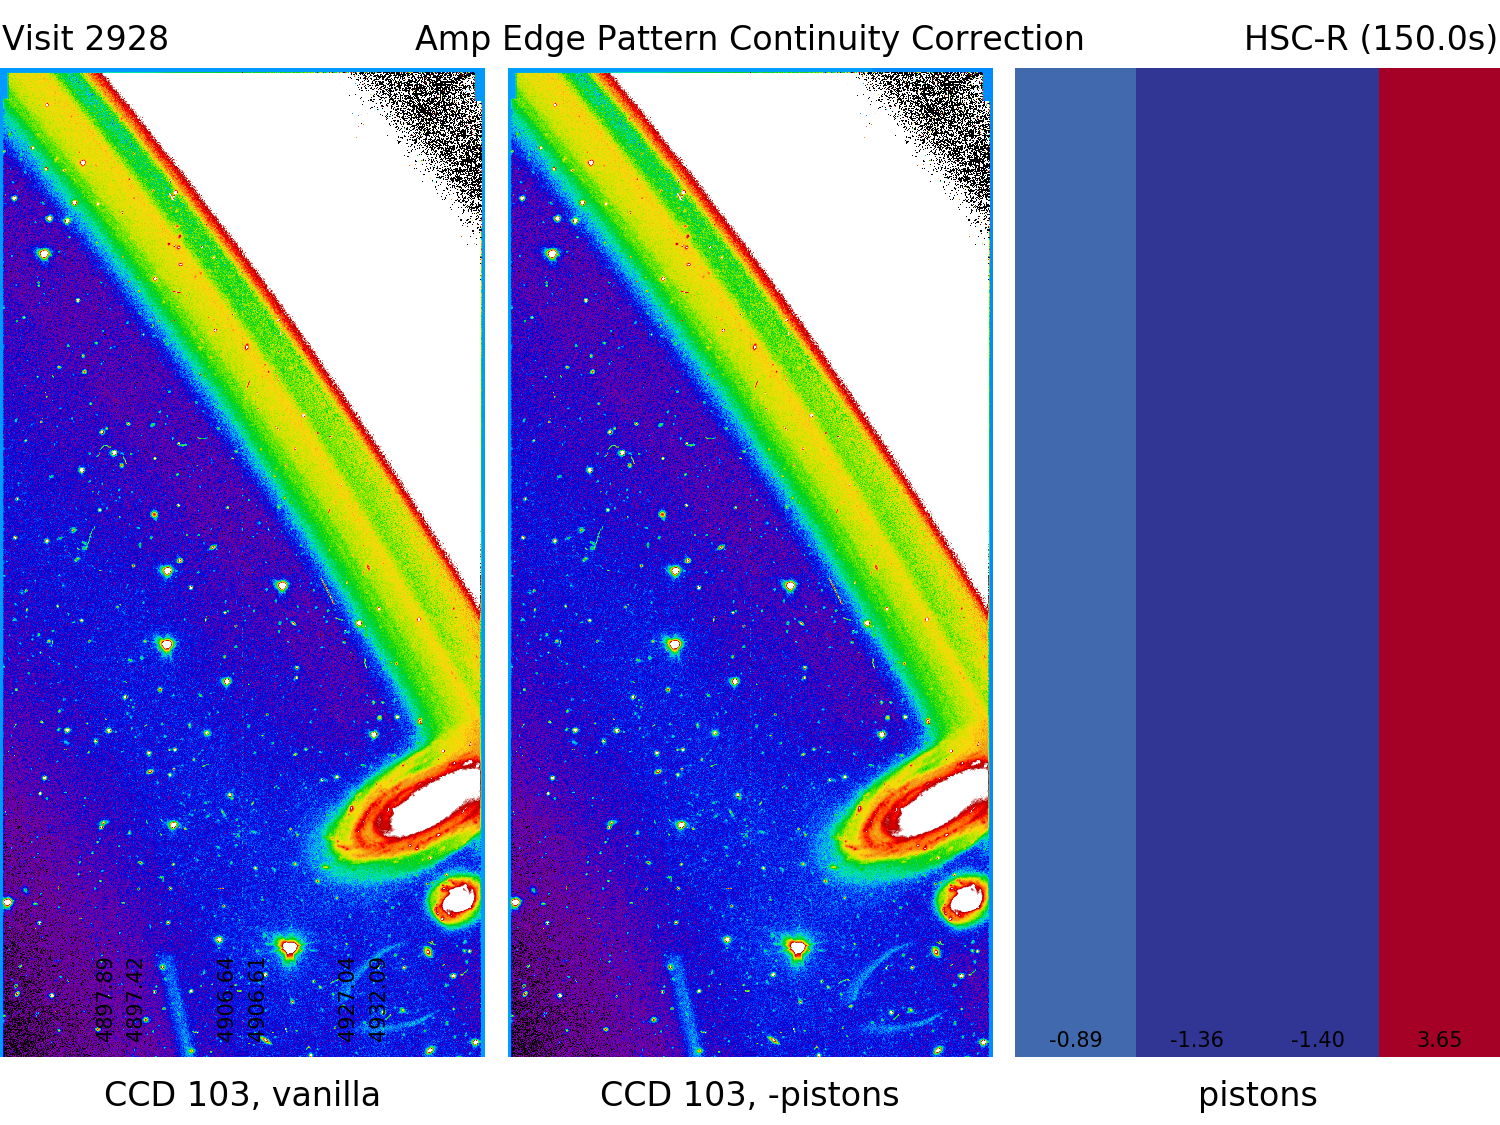 Visit 2928
Amp Edge Pattern Continuity Correction
HSC-R (150.0s)
4897.89
4897.42
4906.64
4906.61
4927.04
4932.09
-0.89
-1.36
-1.40
3.65
CCD 103, vanilla
CCD 103, -pistons
pistons